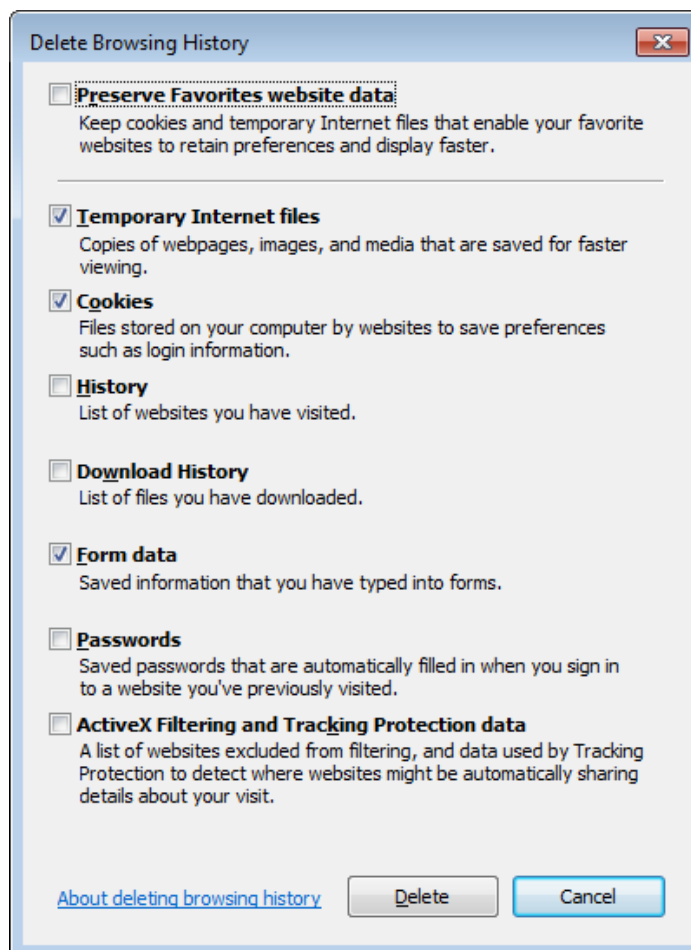 Delete Browsing History
Preserve Favorites website data
Keep cookies and temporary Internet files that enable your favorite
websites to retain preferences and display faster.
Temporary Internet files
Copies of webpages, images, and media that are saved for faster
viewing.
Cookies
Files stored on your computer by websites to save preferences
such as login information.
History
List of websites you have visited.
Download History
List of files you have downloaded.
Form data
Saved information that you have typed into forms.
Passwords
Saved passwords that are automatically filled in when you sign in
to a website you've previously visited.
ActiveX Filtering and Tracking Protection data
A list of websites excluded from filtering, and data used by Tracking
Protection to detect where websites might be automatically sharing
details about your visit.
About deleting browsing history
Delete
Cancel